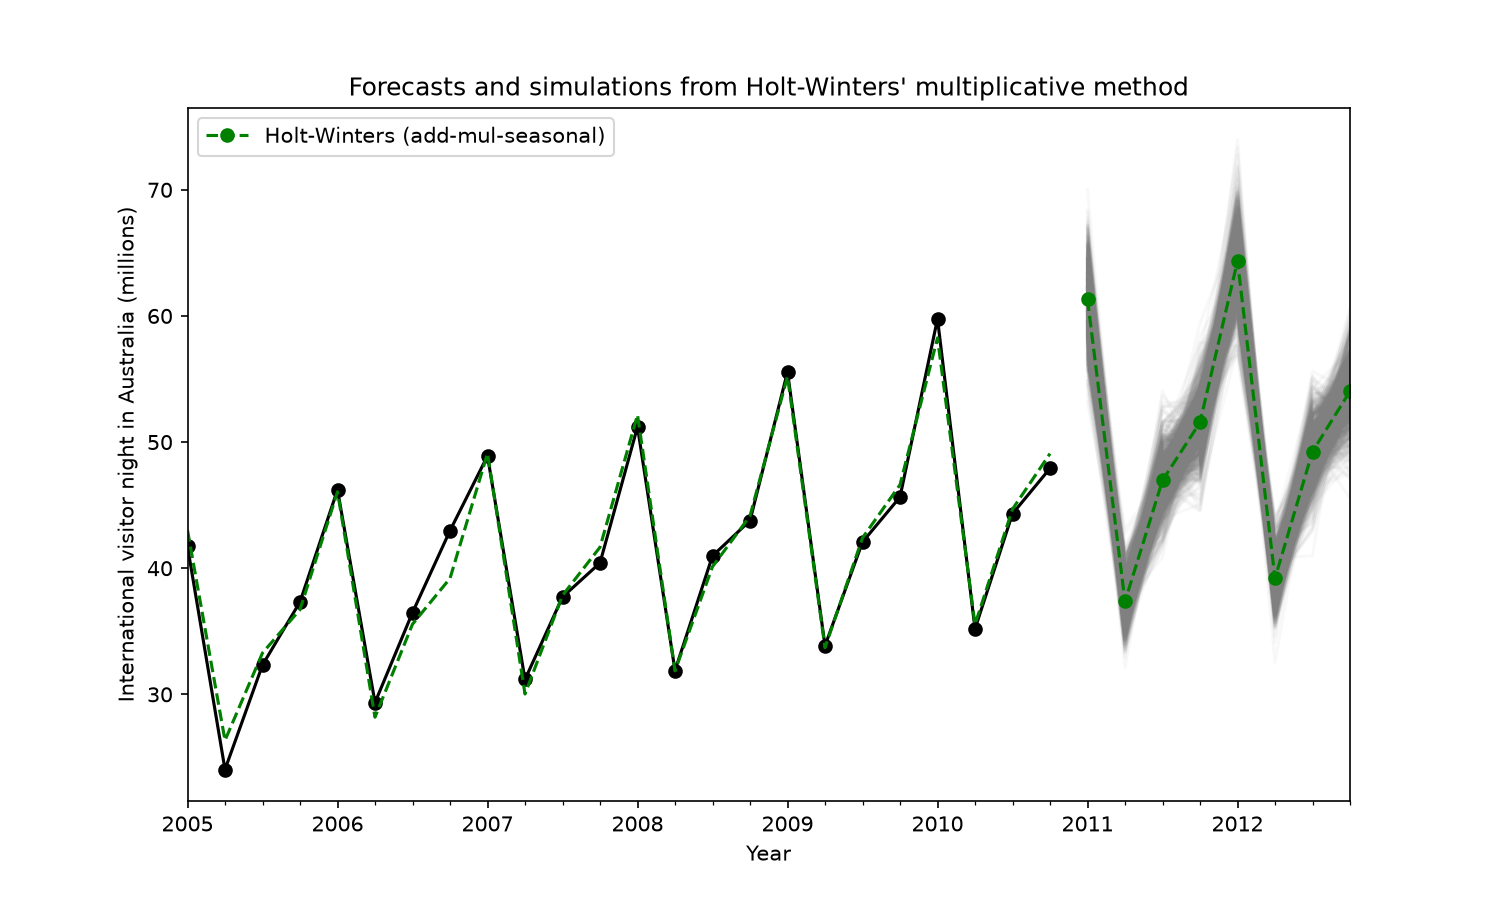 Forecasts and simulations from Holt-Winters' multiplicative method
Holt-Winters (add-mul-seasonal)
International visitor night in Australia (millions)
70
60
50
40
30
2005 2006 2007 2008 2009 2010 2011 2012
Year